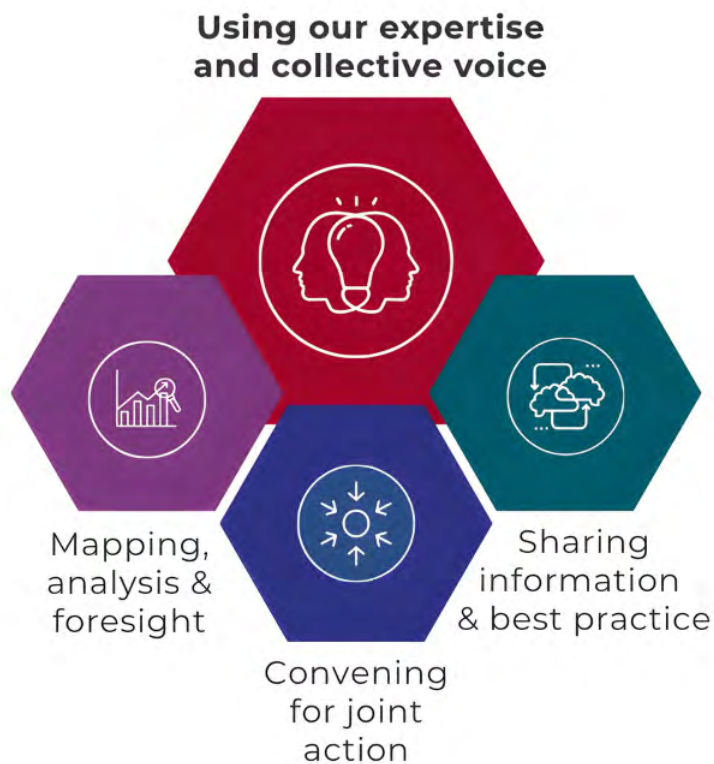 Using our expertise
and collective voice
Mapping,
analysis &
foresight
Sharing
information
& best practice
Convening
for joint
action